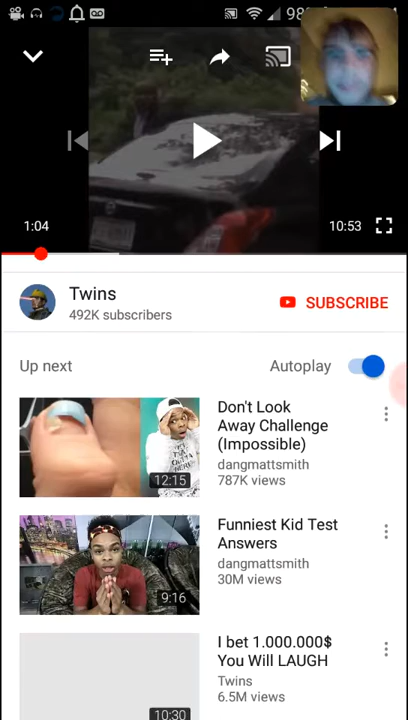 98
1:04
10:53
Twins
492K subscribers
SUBSCRIBE
Up next
Autoplay
Don't Look
Away Challenge
(Impossible)
dangmattsmith
787K views
12:15
Funniest Kid Test
Answers
dangmattsmith
30M views
9:16
I bet 1.000.000$
You Will LAUGH
Twins
6.5M views
10:30